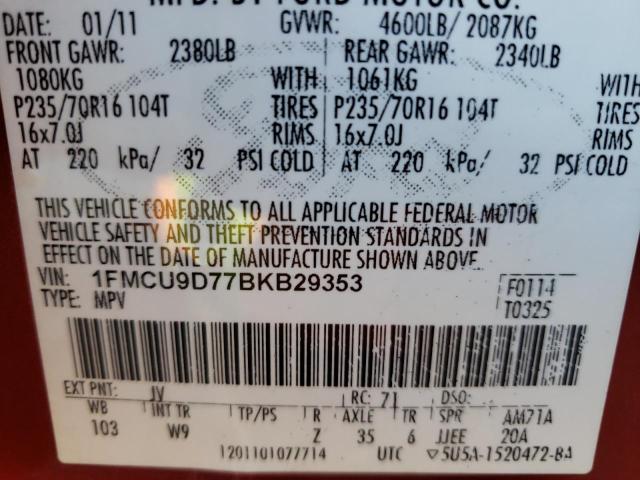 MFD. BY FORD MOTOR CO.
DATE: 01/11 GVWR: 4600LB/ 2087KG
FRONT GAWR: 2380LB REAR GAWR: 2340LB
1080KG WITH 1061KG WITH
P235/70R16 104T TIRES P235/70R16 104T TIRES
16x7.0J RIMS 16x7.0J RIMS
AT 220 kPa/ 32 PSI COLD AT 220 kPa/ 32 PSI COLD
THIS VEHICLE CONFORMS TO ALL APPLICABLE FEDERAL MOTOR
VEHICLE SAFETY AND THEFT PREVENTION STANDARDS IN
EFFECT ON THE DATE OF MANUFACTURE SHOWN ABOVE.
VIN: 1FMCU9D77BKB29353 F0114
TYPE: MPV T0325
EXT PNT: JV RC: 71 DSO:
WB INT TR TP/PS R AXLE TR SPR AM71A
103 W9 Z 35 6 JJEE 20A
1201101077714 UTC ▽5U5A-1520472-BA